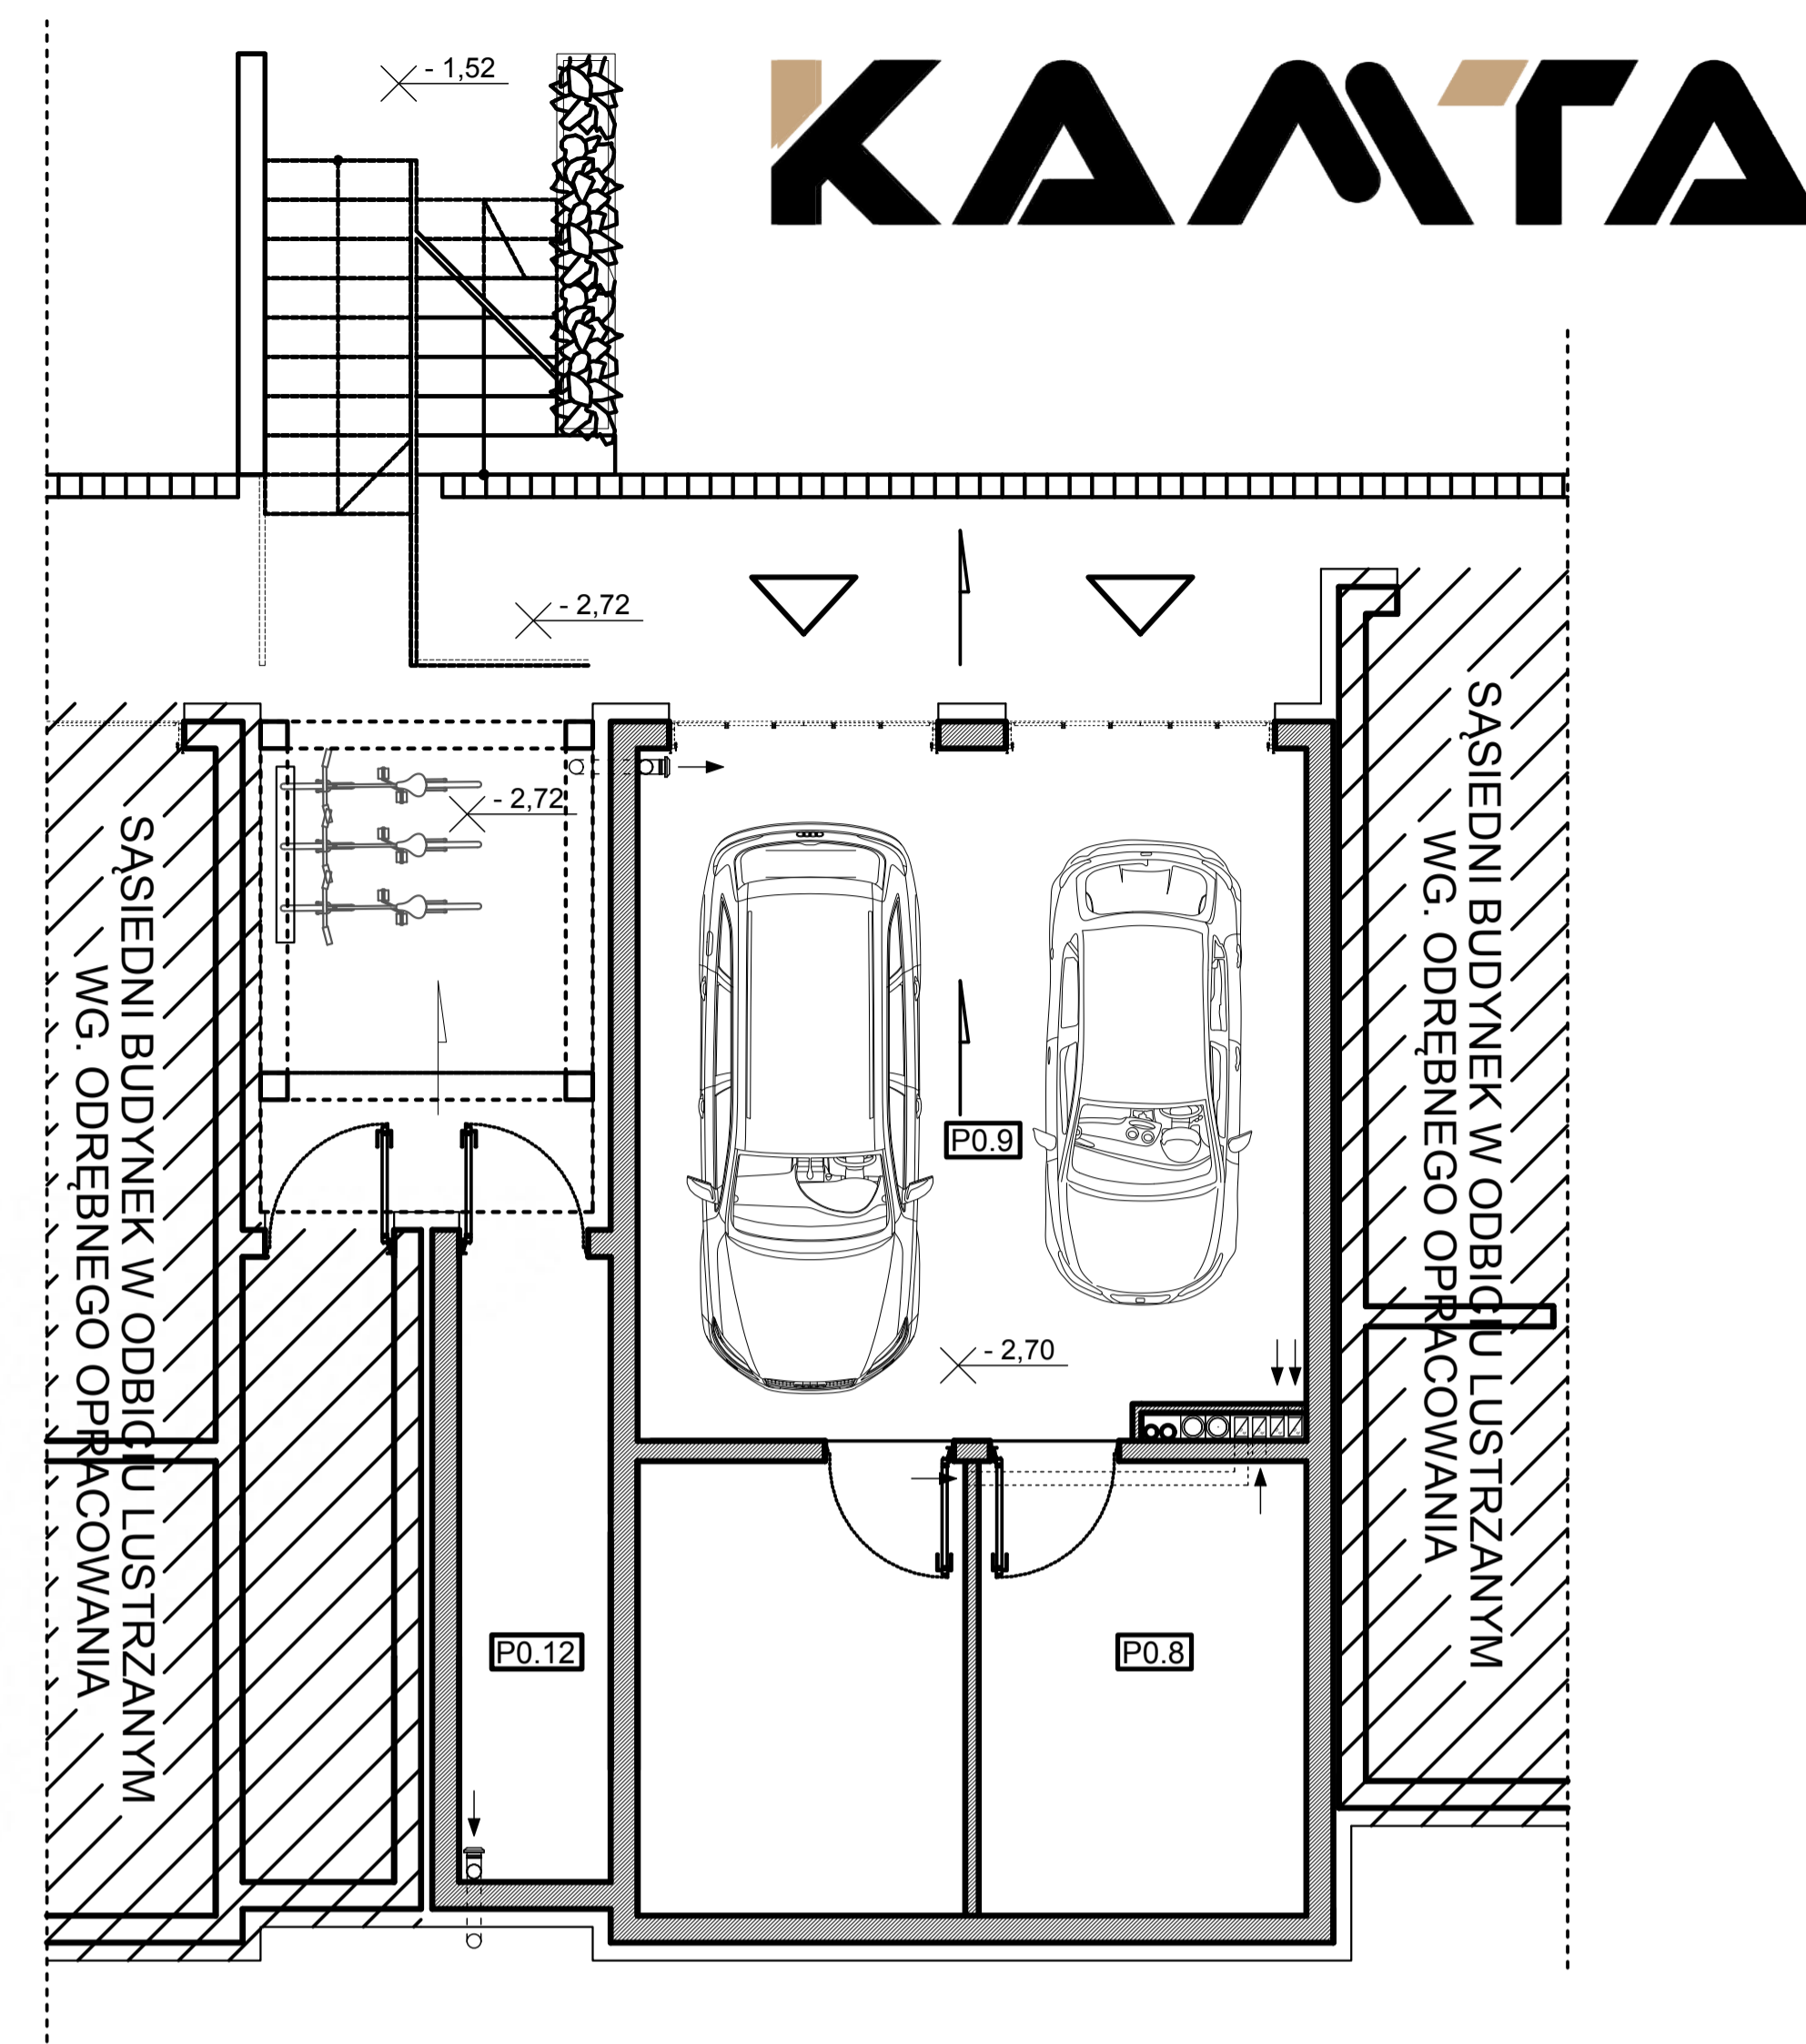 - 1,52
KAMTA
- 2,72
- 2,72
SĄSIEDNI BUDYNEK W ODBICIU LUSTRZANYM
WG. ODRĘBNEGO OPRACOWANIA
SĄSIEDNI BUDYNEK W ODBICIU LUSTRZANYM
WG. ODRĘBNEGO OPRACOWANIA
P0.9
- 2,70
P0.12
P0.8